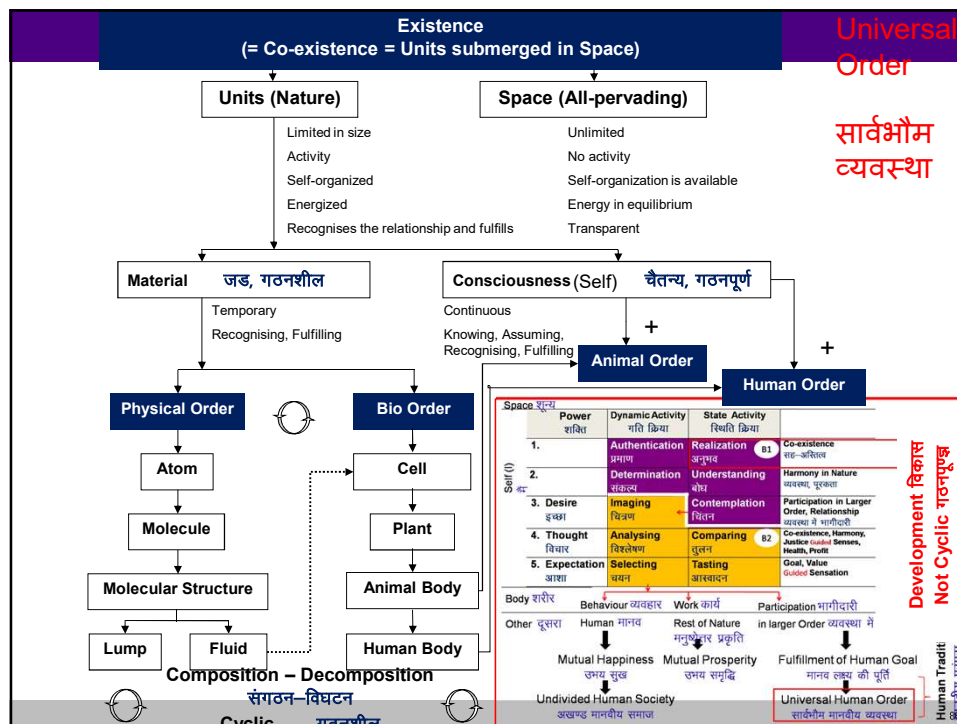 Existence
(= Co-existence = Units submerged in Space)
Universal
Order
सार्वभौम
व्यवस्था
Units (Nature)
Space (All-pervading)
Limited in size
Activity
Self-organized
Energized
Recognises the relationship and fulfills
Unlimited
No activity
Self-organization is available
Energy in equilibrium
Transparent
Material जड, गठनशील
Consciousness (Self) चैतन्य, गठनपूर्ण
Temporary
Recognising, Fulfilling
Continuous
Knowing, Assuming,
Recognising, Fulfilling
+
+
Animal Order
Human Order
Physical Order
Bio Order
Atom
Molecule
Molecular Structure
Lump
Fluid
Cell
Plant
Animal Body
Human Body
Composition – Decomposition
संगठन–विघटन
Cyclic गठनशील
Space शून्य
Power
शक्ति
Dynamic Activity
गति क्रिया
State Activity
स्थिति क्रिया
Self (I)
मैं
1.
Authentication
प्रमाण
Realization
अनुभव
B1
Co-existence
सह–अस्तित्व
2.
Determination
संकल्प
Understanding
बोध
Harmony in Nature
व्यवस्था, पूरकता
3. Desire
इच्छा
Imaging
चित्रण
Contemplation
चिंतन
Participation in Larger
Order, Relationship
व्यवस्था में भागीदारी
4. Thought
विचार
Analysing
विश्लेषण
Comparing
तुलन
B2
Co-existence, Harmony,
Justice Guided Senses,
Health, Profit
5. Expectation
आशा
Selecting
चयन
Tasting
आस्वादन
Goal, Value
Guided Sensation
Body शरीर
Behaviour व्यवहार
Work कार्य
Participation भागीदारी
Other दूसरा
Human मानव
Rest of Nature
मनुष्येत्तर प्रकृति
in larger Order व्यवस्था में
Mutual Happiness
उभय सुख
Mutual Prosperity
उभय समृद्धि
Fulfillment of Human Goal
मानव लक्ष्य की पूर्ति
Undivided Human Society
अखण्ड मानवीय समाज
Universal Human Order
सार्वभौम मानवीय व्यवस्था
Development विकास
Not Cyclic गठनपूर्ण
Human Traditi
8